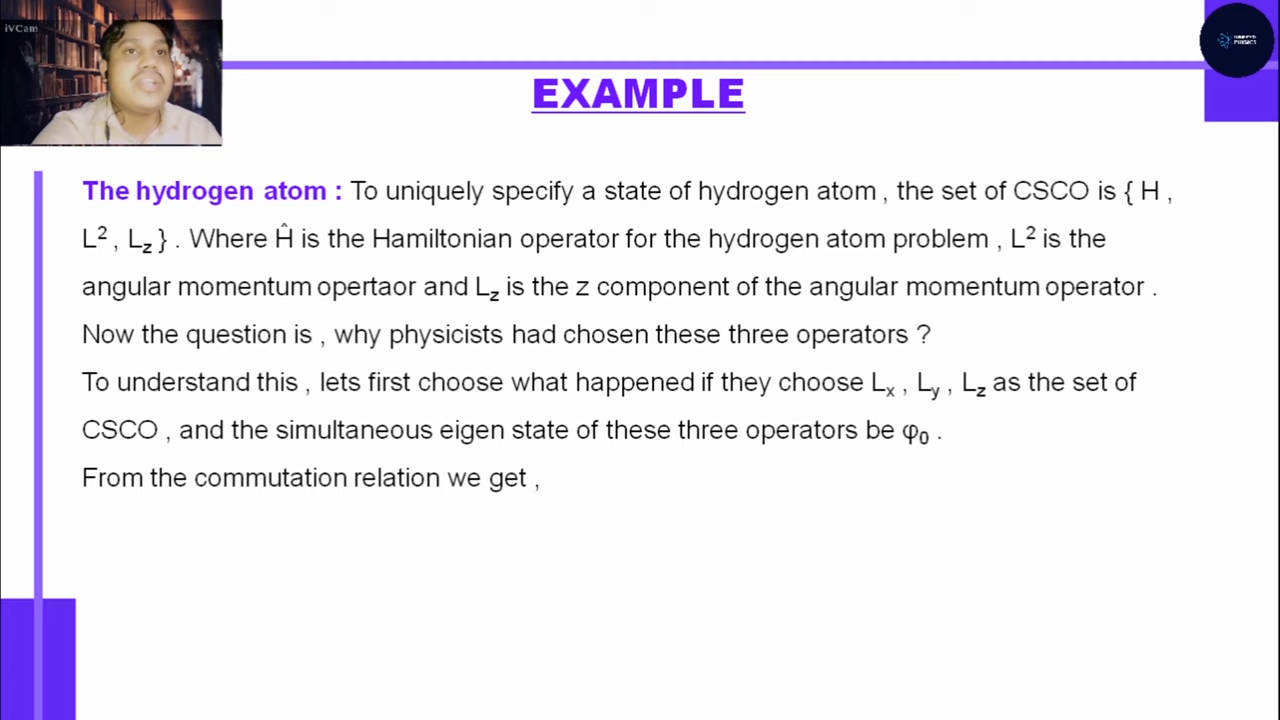 iVCam
EXAMPLE
The hydrogen atom : To uniquely specify a state of hydrogen atom , the set of CSCO is { H ,
L² , L_z } . Where Ĥ is the Hamiltonian operator for the hydrogen atom problem , L² is the
angular momentum opertaor and L_z is the z component of the angular momentum operator .
Now the question is , why physicists had chosen these three operators ?
To understand this , lets first choose what happened if they choose L_x , L_y , L_z as the set of
CSCO , and the simultaneous eigen state of these three operators be φ₀ .
From the commutation relation we get ,